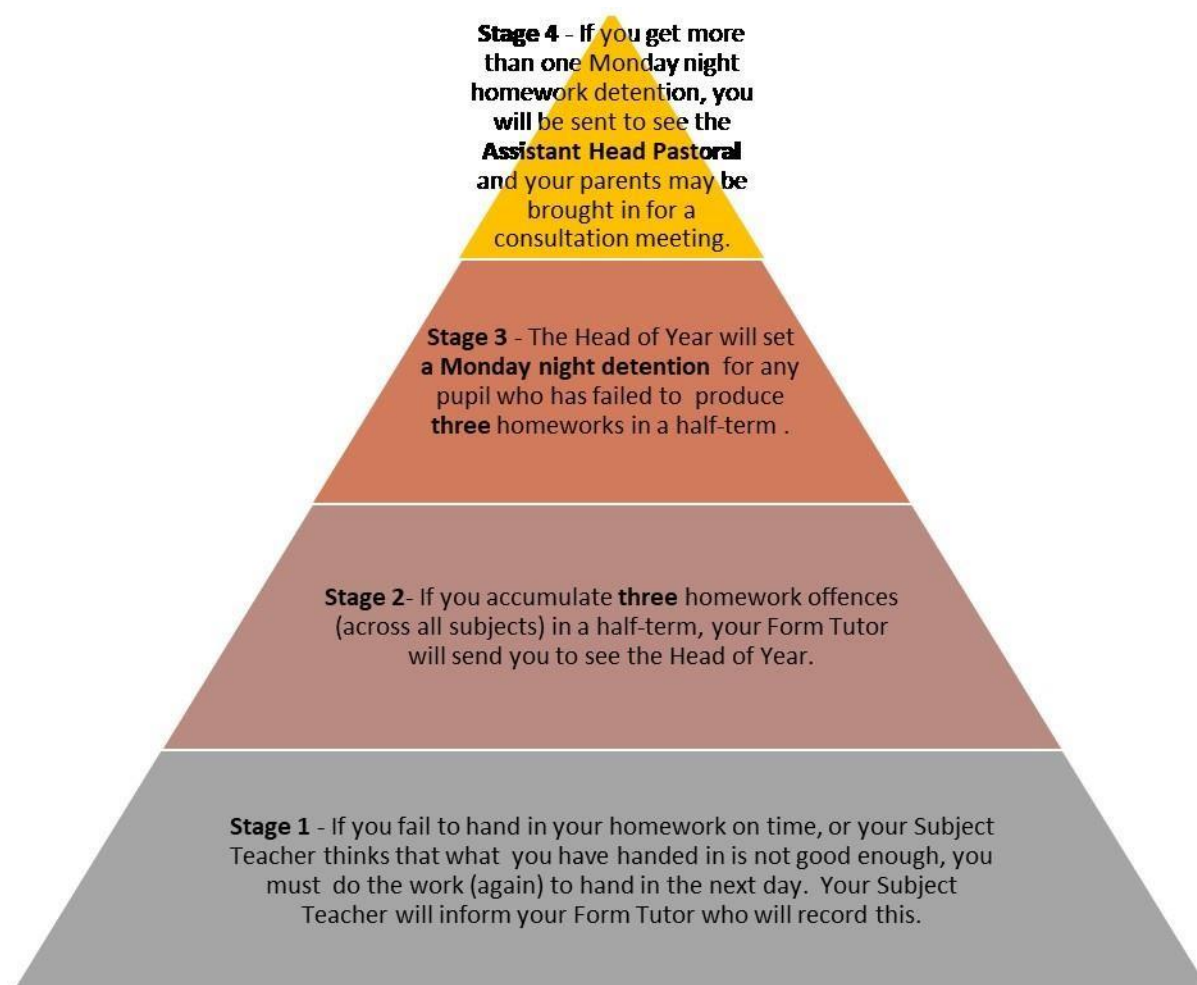 Stage 4 - If you get more
than one Monday night
homework detention, you
will be sent to see the
Assistant Head Pastoral
and your parents may be
brought in for a
consultation meeting.
Stage 3 - The Head of Year will set
a Monday night detention for any
pupil who has failed to produce
three homeworks in a half-term .
Stage 2- If you accumulate three homework offences
(across all subjects) in a half-term, your Form Tutor
will send you to see the Head of Year.
Stage 1 - If you fail to hand in your homework on time, or your Subject
Teacher thinks that what you have handed in is not good enough, you
must do the work (again) to hand in the next day. Your Subject
Teacher will inform your Form Tutor who will record this.